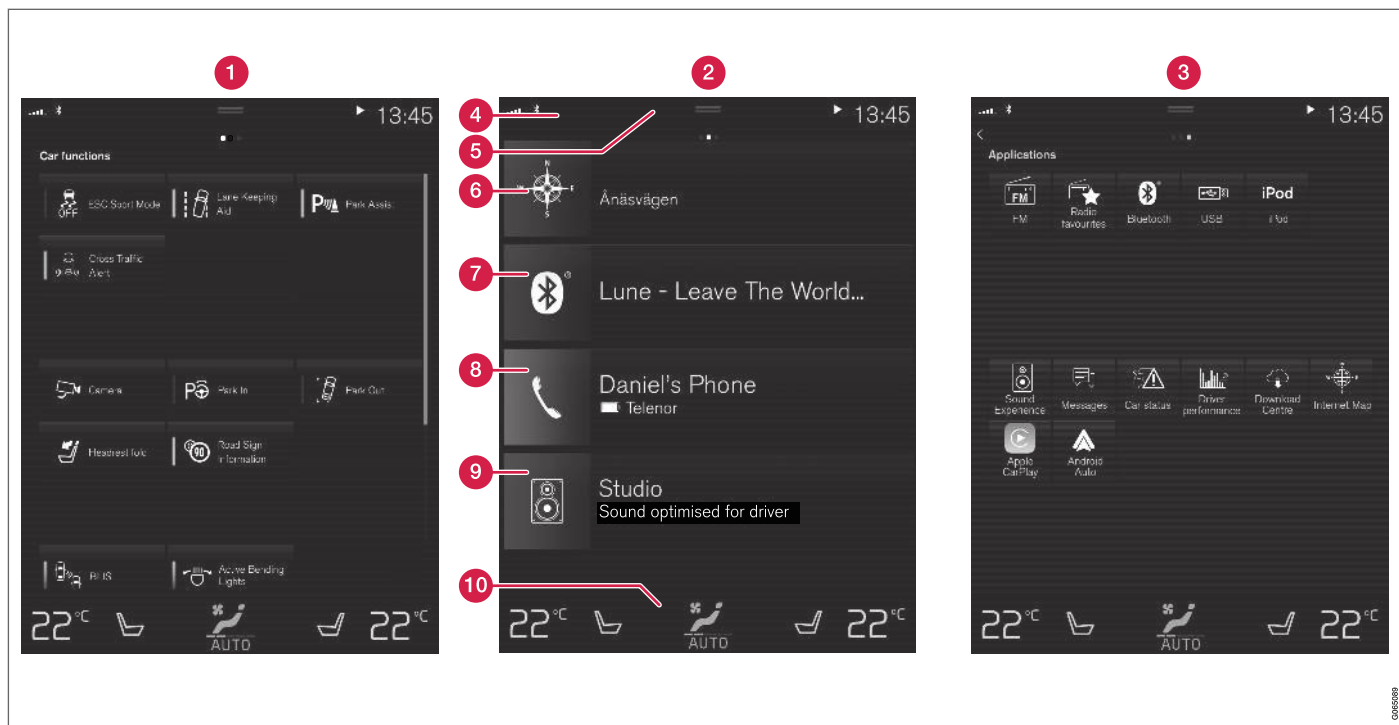 1
2
3
13:45
Car functions
OFF
ESC Sport Mode
Lane Keeping
Aid
Park Assist
Cross Traffic
Alert
Camera
Park In
Park Out
Headrest fold
90
Road Sign
Information
BLIS
Active Bending
Lights
22°C
AUTO
22°C
4
13:45
5
6
N
E
S
Ånäsvägen
7
Lune - Leave The World...
8
Daniel's Phone
Telenor
9
Studio
Sound optimised for driver
10
22°C
AUTO
22°C
13:45
Applications
FM
FM
Radio
favourites
Bluetooth
USB
iPod
iPod
Sound
Experience
Messages
Car status
Driver
performance
Download
Centre
Internet Map
Apple
CarPlay
Android
Auto
22°C
AUTO
22°C